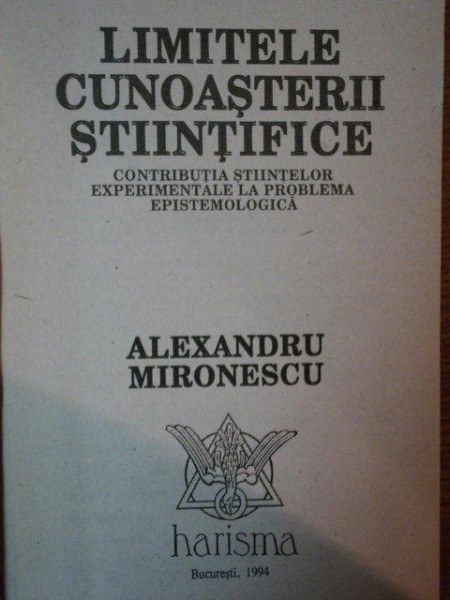 LIMITELE
CUNOAŞTERII
ŞTIINŢIFICE
CONTRIBUŢIA ŞTIINŢELOR
EXPERIMENTALE LA PROBLEMA
EPISTEMOLOGICĂ
ALEXANDRU
MIRONESCU
harisma
Bucureşti, 1994